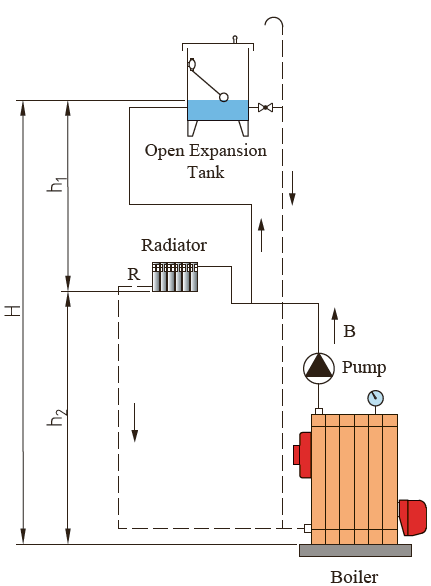 Open Expansion
Tank
h1
Radiator
R
H
B
Pump
h2
Boiler